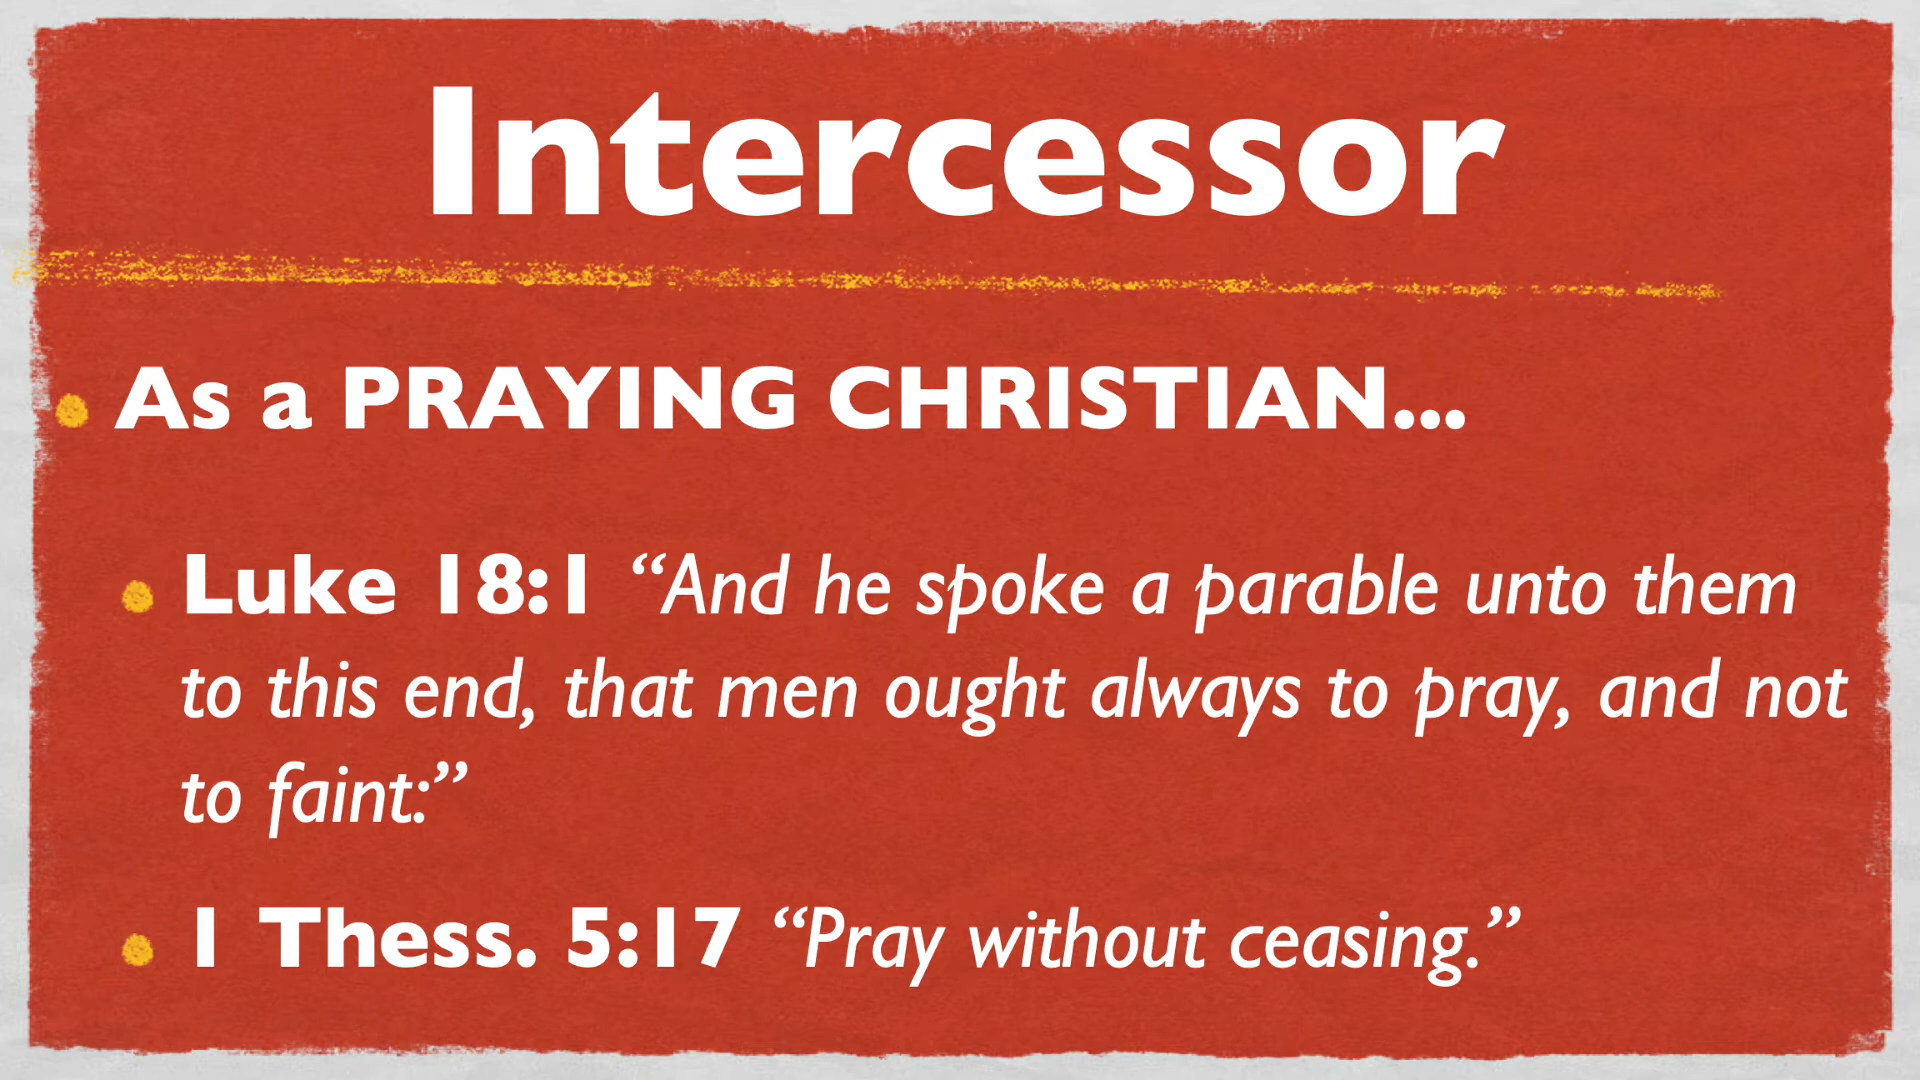 Intercessor
As a PRAYING CHRISTIAN...
Luke 18:1 “And he spoke a parable unto them
to this end, that men ought always to pray, and not
to faint:”
1 Thess. 5:17 “Pray without ceasing.”